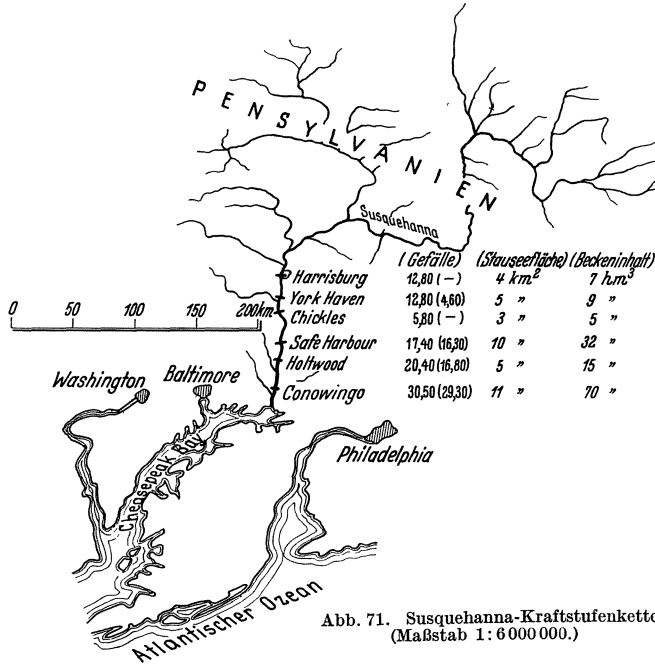 PENSYLVANIEN
Susquehanna
(Gefälle) (Stauseefläche) (Beckeninhalt)
Harrisburg 12,80 (—) 4 km² 7 hm³
York Haven 12,80 (4,60) 5 " 9 "
Chickles 5,80 (—) 3 " 5 "
0 50 100 150 200 km
Safe Harbour 17,40 (16,30) 10 " 32 "
Holtwood 20,40 (16,80) 5 " 15 "
Conowingo 30,50 (29,30) 11 " 70 "
Washington
Baltimore
Philadelphia
Chensepeak Bay
Atlantischer Ozean
Abb. 71. Susquehanna-Kraftstufenkette
(Maßstab 1:6000000.)